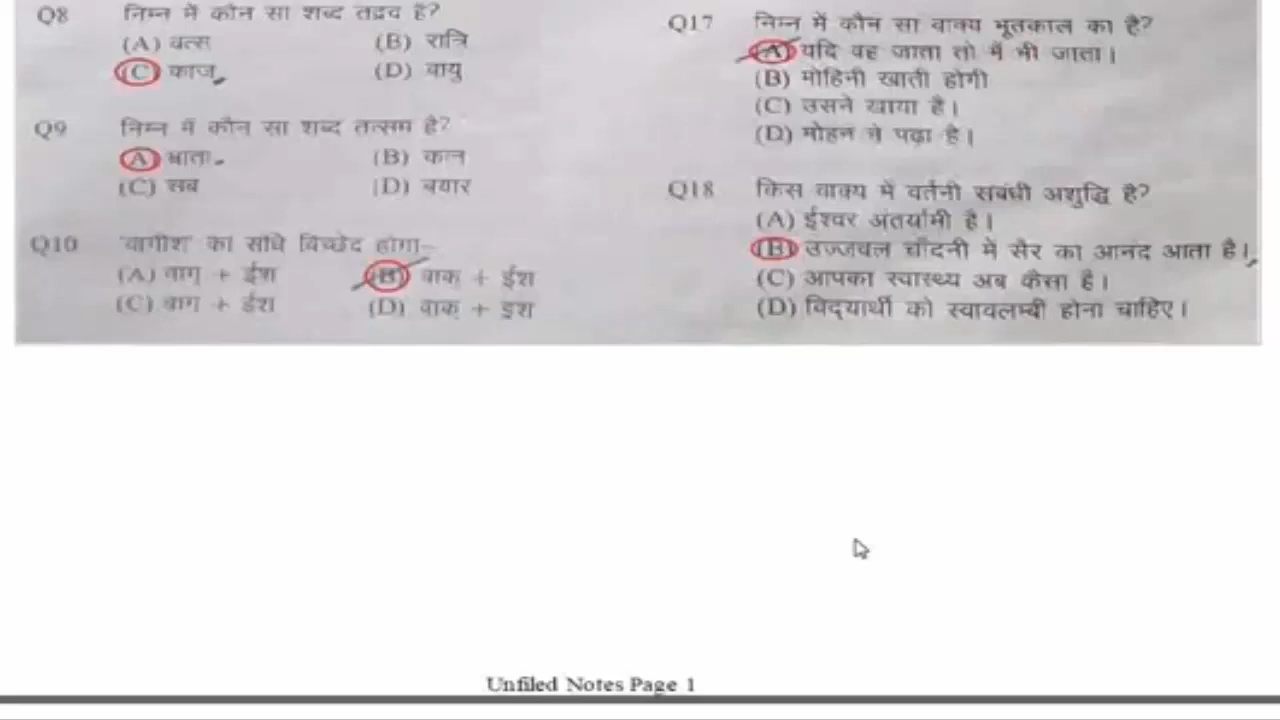 Q8 निम्न में कौन सा शब्द तद्भव है?
(A) वत्स (B) रात्रि
(C) काज (D) वायु
Q9 निम्न में कौन सा शब्द तत्सम है?
(A) भ्राता (B) कान
(C) सब (D) बयार
Q10 'वागीश' का संधि विच्छेद होगा–
(A) वाग् + ईश (B) वाक् + ईश
(C) वाग + ईश (D) वाक् + इश
Q17 निम्न में कौन सा वाक्य भूतकाल का है?
(A) यदि वह जाता तो मैं भी जाता।
(B) मोहिनी खाती होगी
(C) उसने खाया है।
(D) मोहन ने पढ़ा है।
Q18 किस वाक्य में वर्तनी संबंधी अशुद्धि है?
(A) ईश्वर अंतर्यामी है।
(B) उज्जवल चाँदनी में सैर का आनंद आता है।
(C) आपका स्वास्थ्य अब कैसा है।
(D) विद्यार्थी को स्वावलम्बी होना चाहिए।
Unfiled Notes Page 1